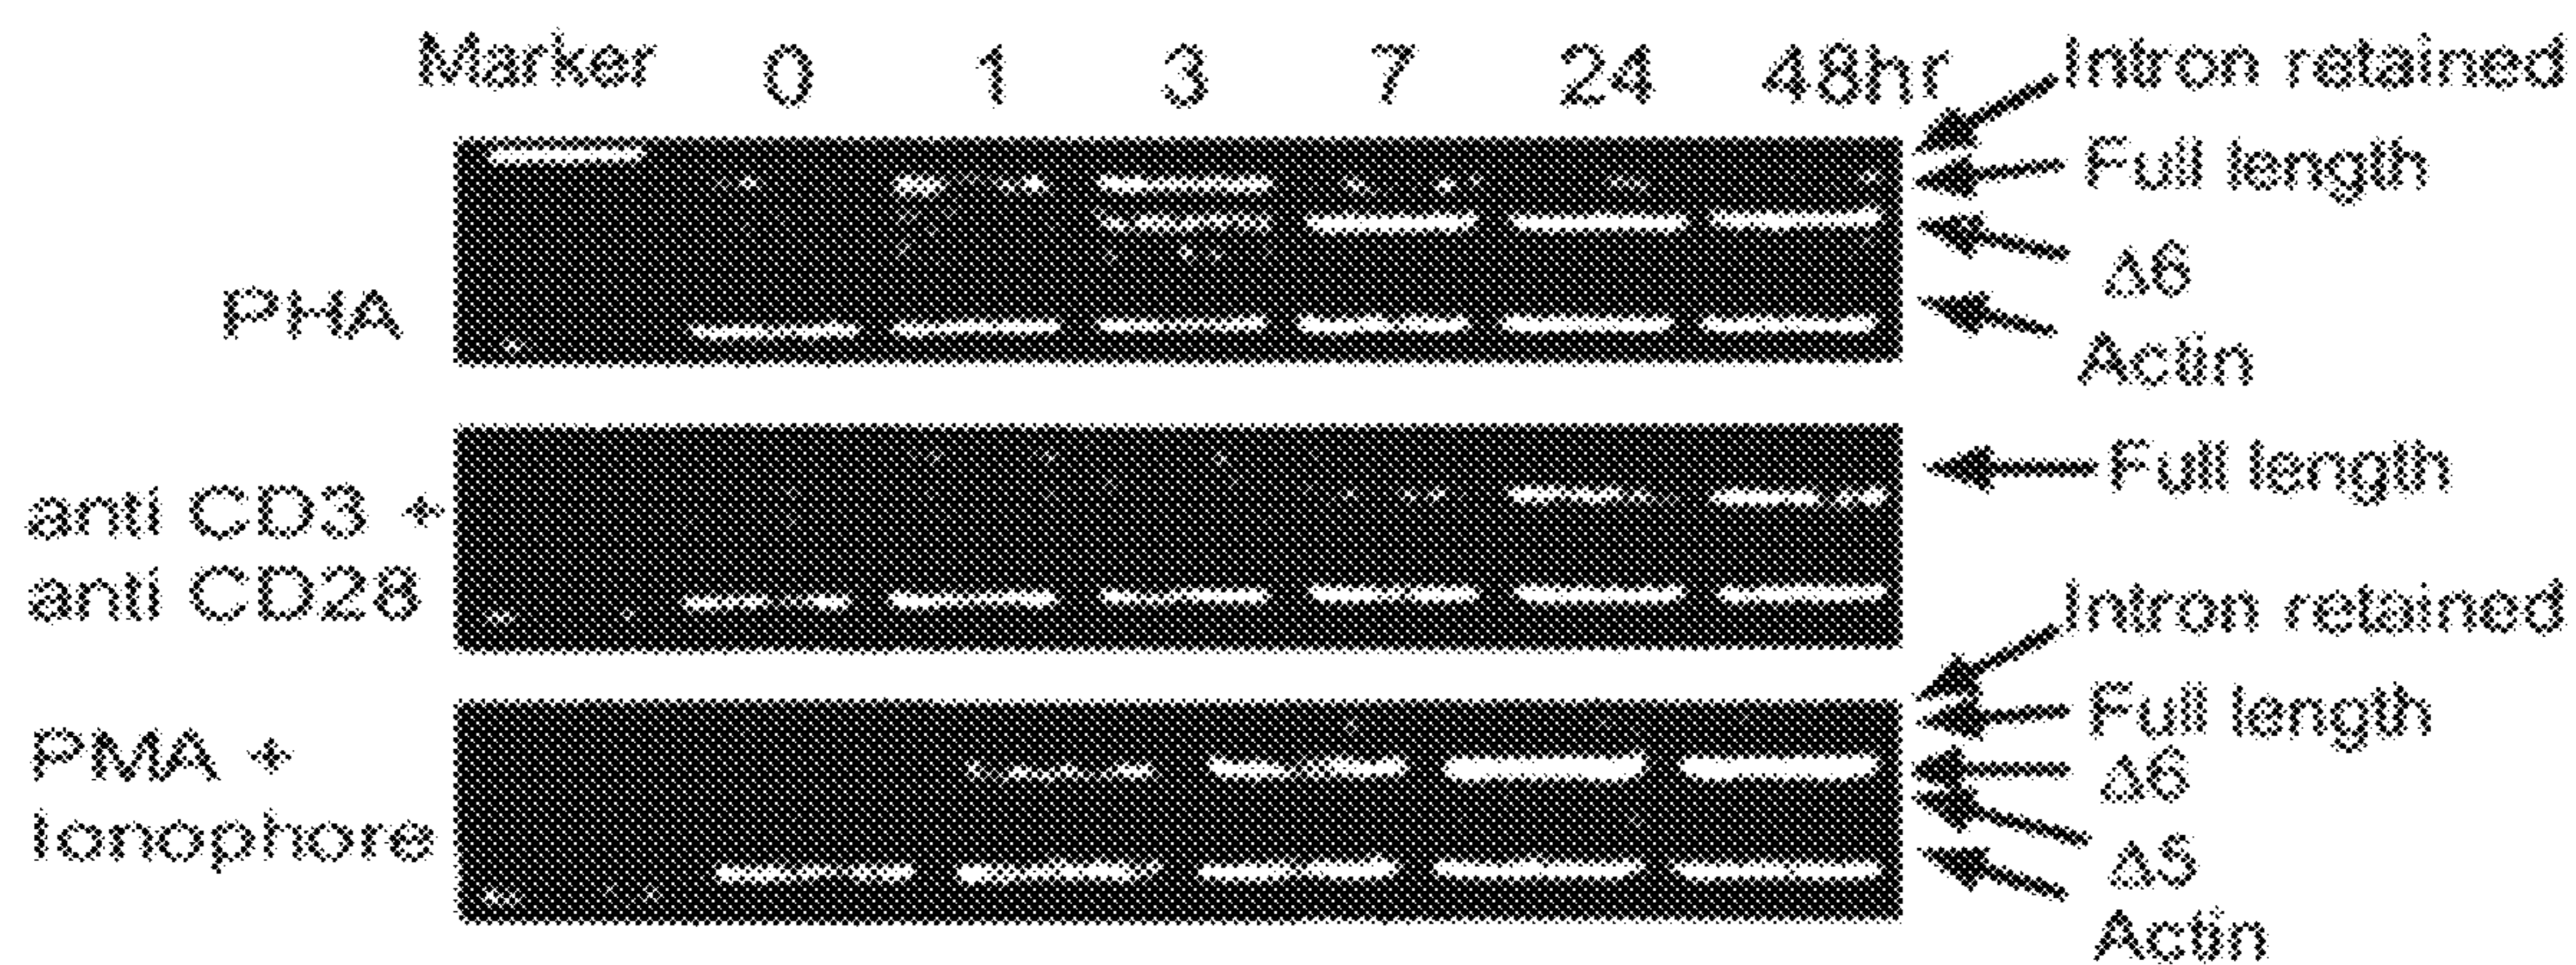 Marker 0 1 3 7 24 48hr
Intron retained
Full length
Δ6
Actin
PHA
anti CD3 +
anti CD28
Full length
PMA +
Ionophore
Intron retained
Full length
Δ6
Δ5
Actin